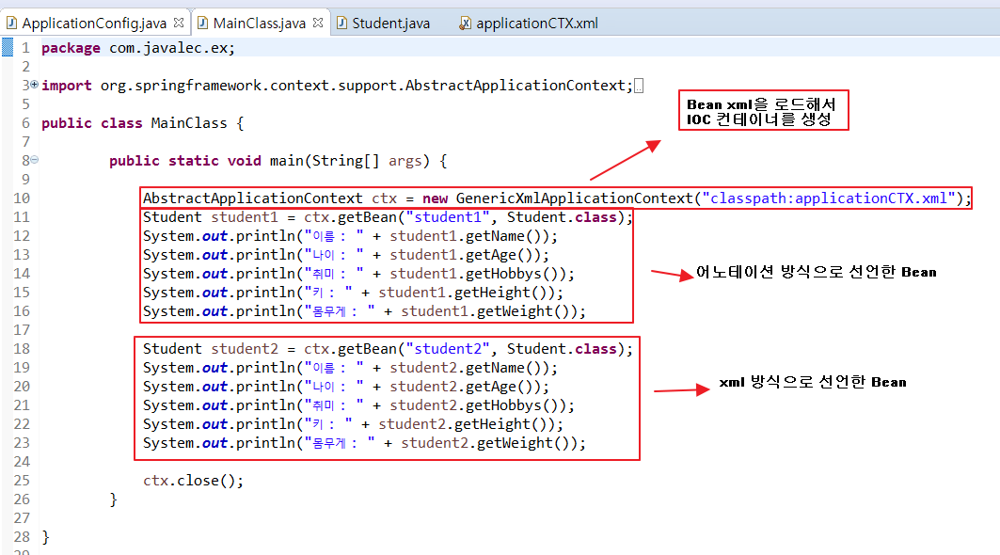 ApplicationConfig.java MainClass.java Student.java applicationCTX.xml
1 package com.javalec.ex;
2
3 import org.springframework.context.support.AbstractApplicationContext;
5
6 public class MainClass {
7
8 public static void main(String[] args) {
9
10 AbstractApplicationContext ctx = new GenericXmlApplicationContext("classpath:applicationCTX.xml");
11 Student student1 = ctx.getBean("student1", Student.class);
12 System.out.println("이름 : " + student1.getName());
13 System.out.println("나이 : " + student1.getAge());
14 System.out.println("취미 : " + student1.getHobbys());
15 System.out.println("키 : " + student1.getHeight());
16 System.out.println("몸무게 : " + student1.getWeight());
17
18 Student student2 = ctx.getBean("student2", Student.class);
19 System.out.println("이름 : " + student2.getName());
20 System.out.println("나이 : " + student2.getAge());
21 System.out.println("취미 : " + student2.getHobbys());
22 System.out.println("키 : " + student2.getHeight());
23 System.out.println("몸무게 : " + student2.getWeight());
24
25 ctx.close();
26 }
27
28 }
29
Bean xml을 로드해서
IOC 컨테이너를 생성
어노테이션 방식으로 선언한 Bean
xml 방식으로 선언한 Bean